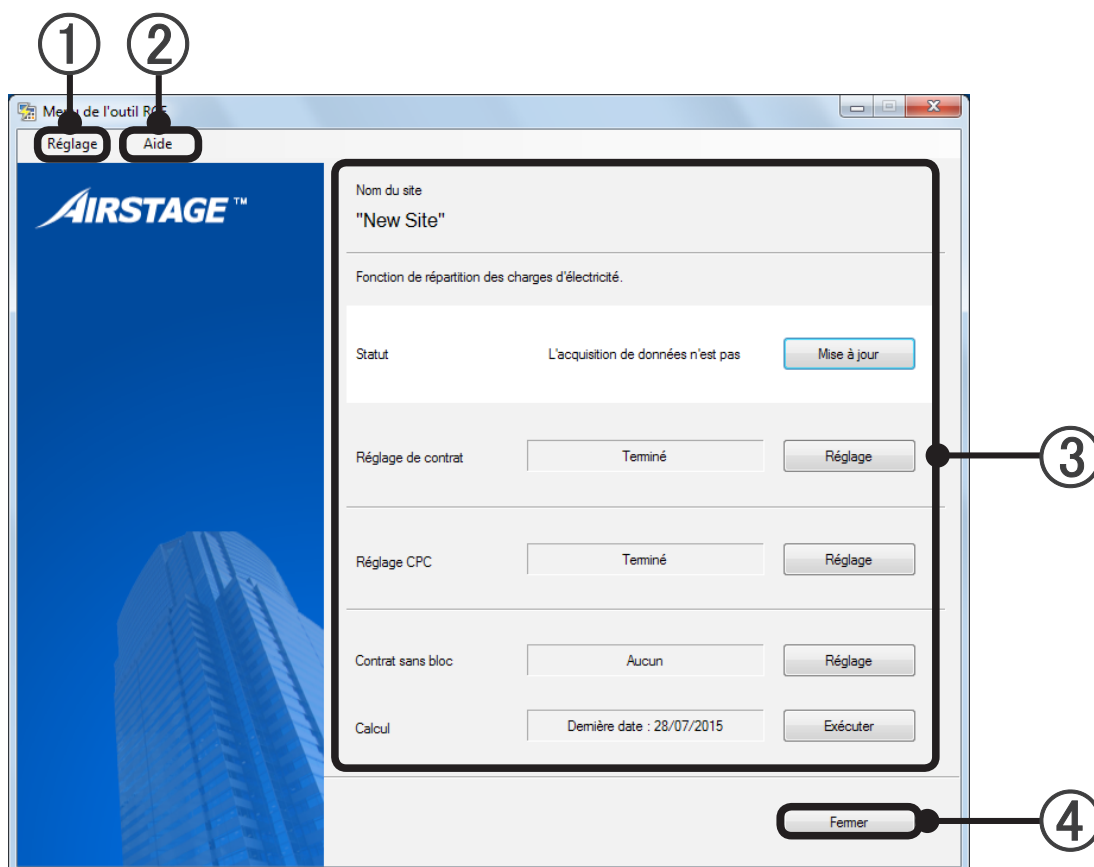 ① ②
Menu de l'outil
Réglage Aide
AIRSTAGE™
Nom du site
"New Site"
Fonction de répartition des charges d'électricité.
Statut L'acquisition de données n'est pas Mise à jour
Réglage de contrat Terminé Réglage
③
Réglage CPC Terminé Réglage
Contrat sans bloc Aucun Réglage
Calcul Dernière date : 28/07/2015 Exécuter
Fermer
④